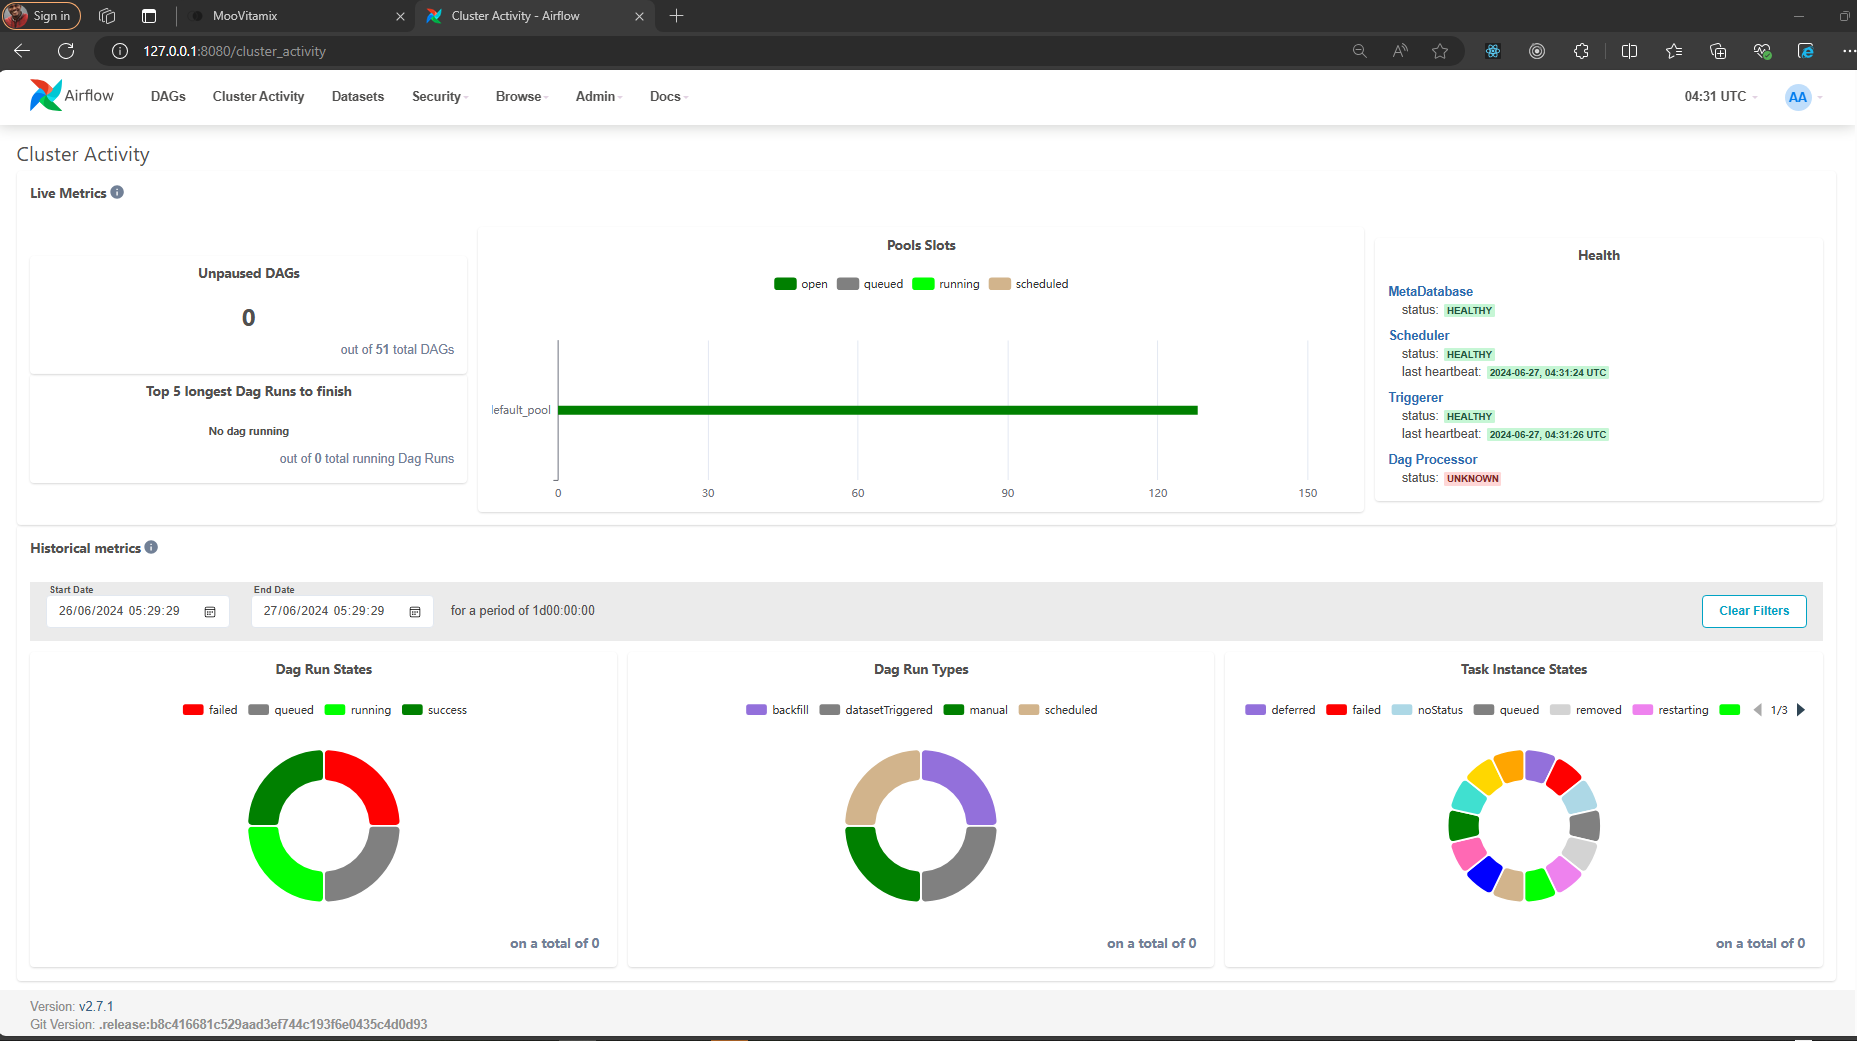 Sign in
MooVitamix
Cluster Activity - Airflow
127.0.0.1:8080/cluster_activity
Airflow
DAGs
Cluster Activity
Datasets
Security
Browse
Admin
Docs
04:31 UTC
AA
Cluster Activity
Live Metrics
Unpaused DAGs
0
out of 51 total DAGs
Top 5 longest Dag Runs to finish
No dag running
out of 0 total running Dag Runs
Pools Slots
open
queued
running
scheduled
lefault_pool
0
30
60
90
120
150
Health
MetaDatabase
status: HEALTHY
Scheduler
status: HEALTHY
last heartbeat: 2024-06-27, 04:31:24 UTC
Triggerer
status: HEALTHY
last heartbeat: 2024-06-27, 04:31:26 UTC
Dag Processor
status: UNKNOWN
Historical metrics
Start Date
26/06/2024 05:29:29
End Date
27/06/2024 05:29:29
for a period of 1d00:00:00
Clear Filters
Dag Run States
failed
queued
running
success
on a total of 0
Dag Run Types
backfill
datasetTriggered
manual
scheduled
on a total of 0
Task Instance States
deferred
failed
noStatus
queued
removed
restarting
1/3
on a total of 0
Version: v2.7.1
Git Version: .release:b8c416681c529aad3ef744c193f6e0435c4d0d93